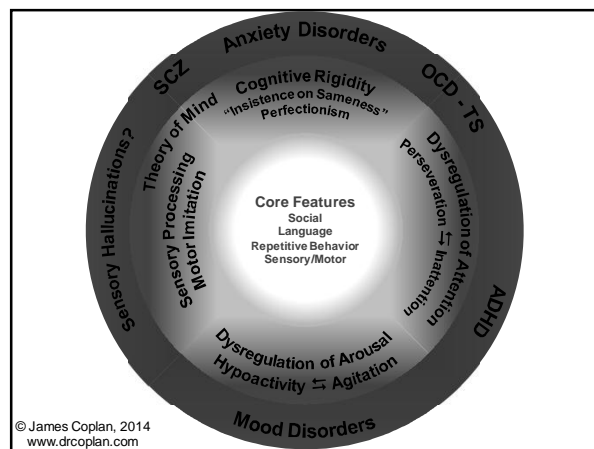 Anxiety Disorders
SCZ
OCD - TS
Cognitive Rigidity
“Insistence on Sameness”
Perfectionism
Theory of Mind
Sensory Hallucinations?
Sensory Processing
Motor Imitation
Core Features
Social
Language
Repetitive Behavior
Sensory/Motor
Dysregulation of Attention
Perseveration ⇆ Inattention
ADHD
Dysregulation of Arousal
Hypoactivity ⇆ Agitation
Mood Disorders
© James Coplan, 2014
www.drcoplan.com